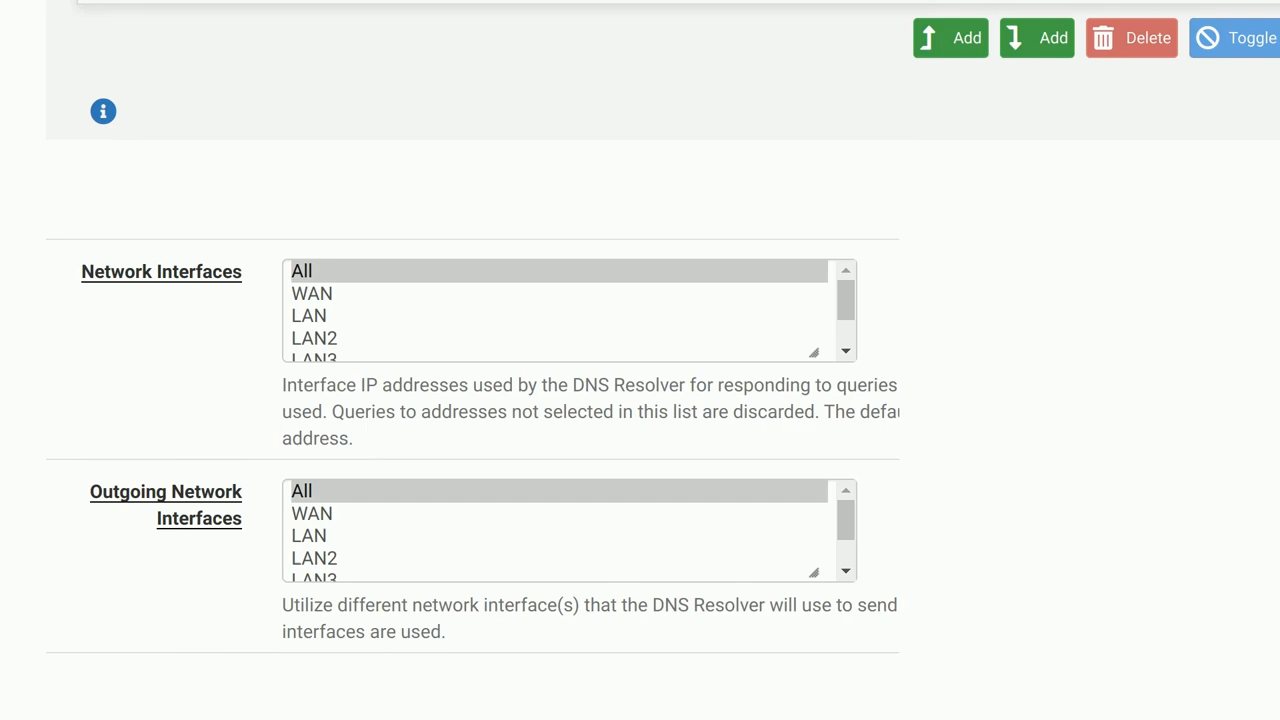 Add Add Delete Toggle
Network Interfaces
All
WAN
LAN
LAN2
LAN3
Interface IP addresses used by the DNS Resolver for responding to queries
used. Queries to addresses not selected in this list are discarded. The defau
address.
Outgoing Network
Interfaces
All
WAN
LAN
LAN2
LAN3
Utilize different network interface(s) that the DNS Resolver will use to send
interfaces are used.